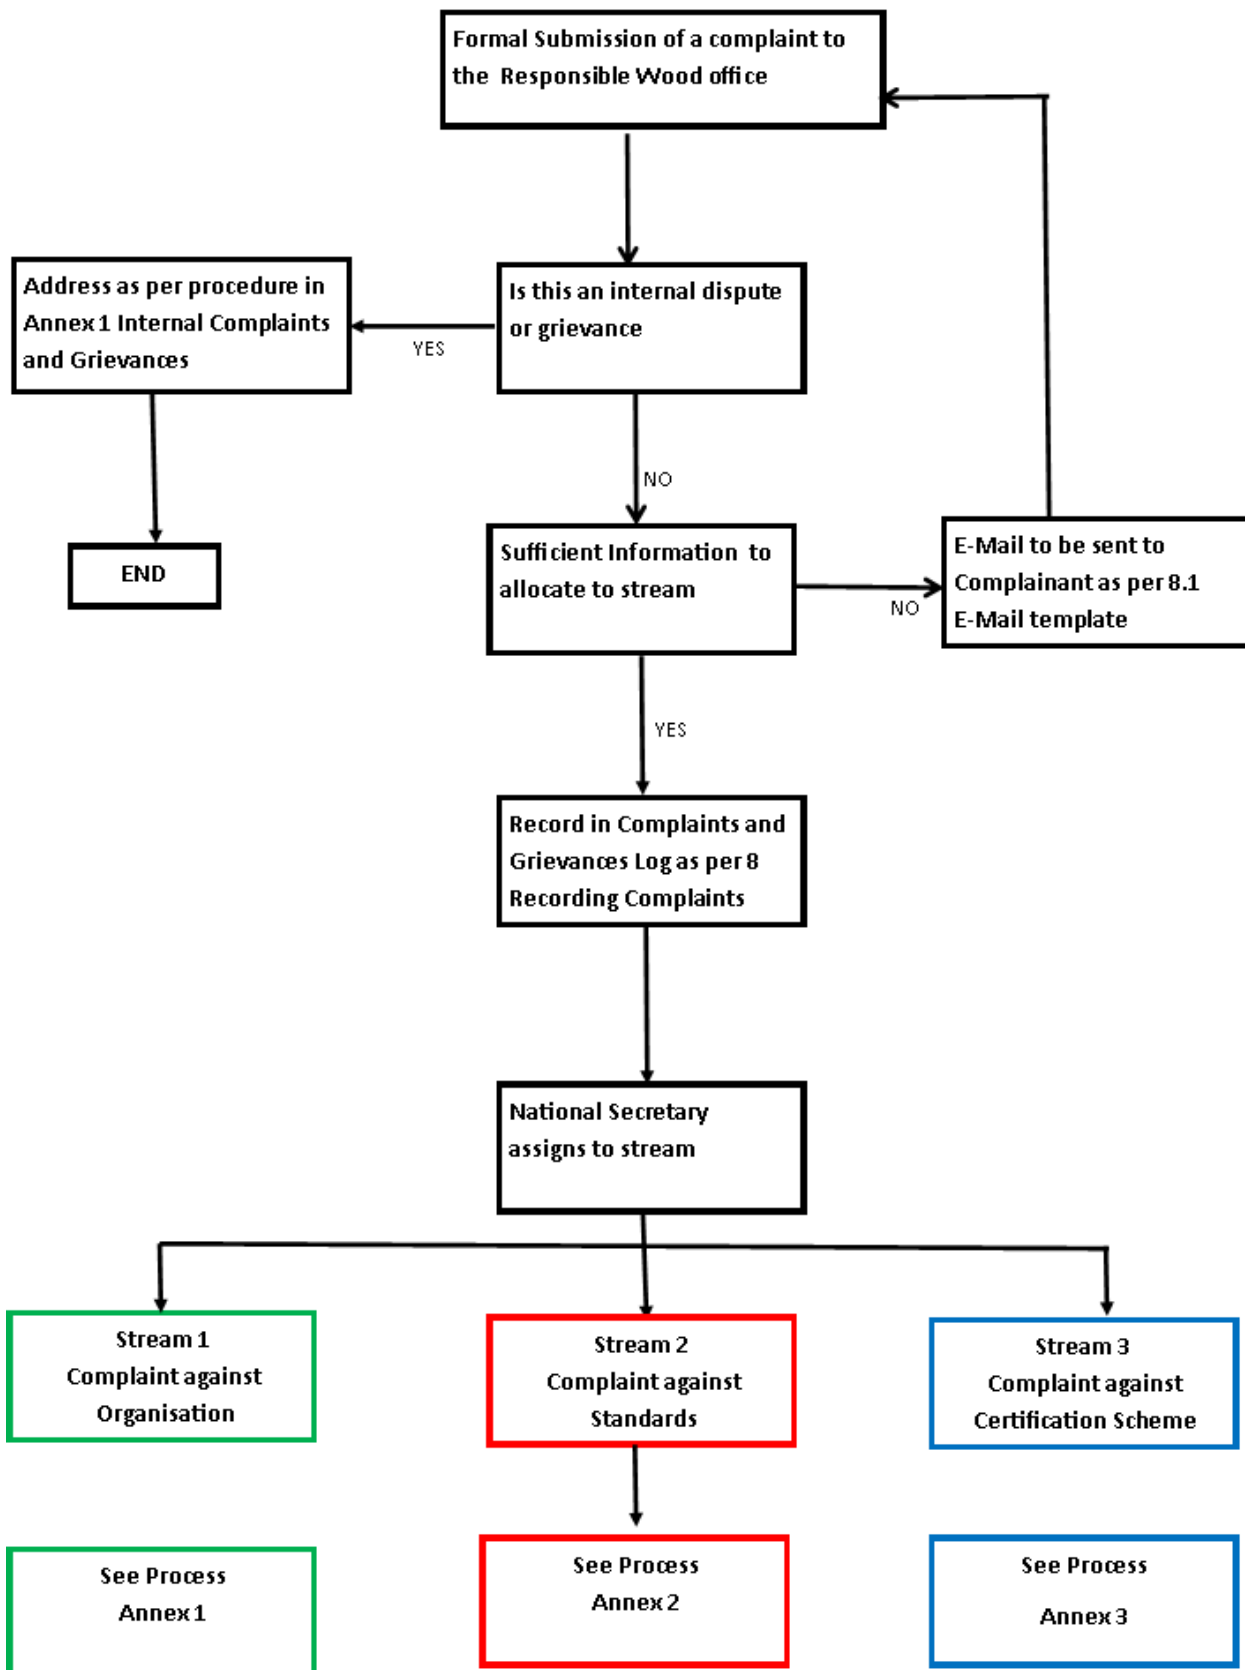 Formal Submission of a complaint to
the Responsible Wood office
Address as per procedure in
Annex 1 Internal Complaints
and Grievances
YES
Is this an internal dispute
or grievance
NO
END
Sufficient Information to
allocate to stream
NO
E-Mail to be sent to
Complainant as per 8.1
E-Mail template
YES
Record in Complaints and
Grievances Log as per 8
Recording Complaints
National Secretary
assigns to stream
Stream 1
Complaint against
Organisation
Stream 2
Complaint against
Standards
Stream 3
Complaint against
Certification Scheme
See Process
Annex 1
See Process
Annex 2
See Process
Annex 3